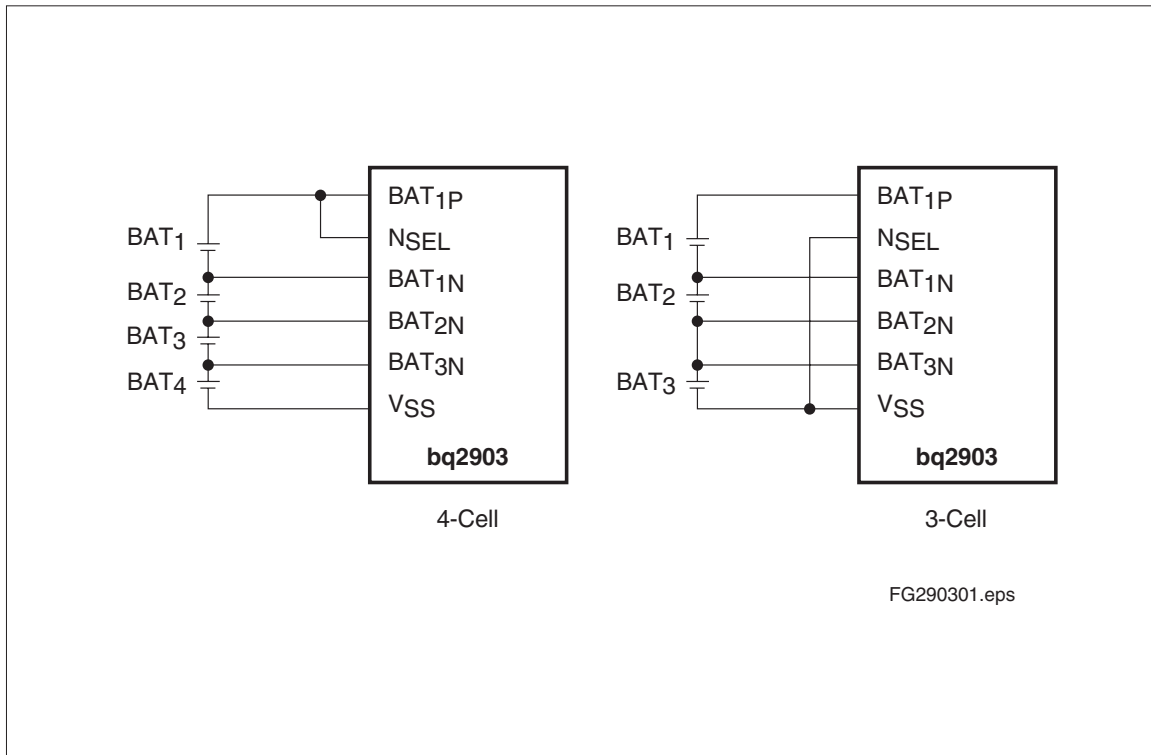 BAT1P
BAT1
NSEL
BAT1N
BAT2
BAT2N
BAT3
BAT3N
BAT4
VSS
bq2903
4-Cell
BAT1P
BAT1
NSEL
BAT1N
BAT2
BAT2N
BAT3N
BAT3
VSS
bq2903
3-Cell
FG290301.eps